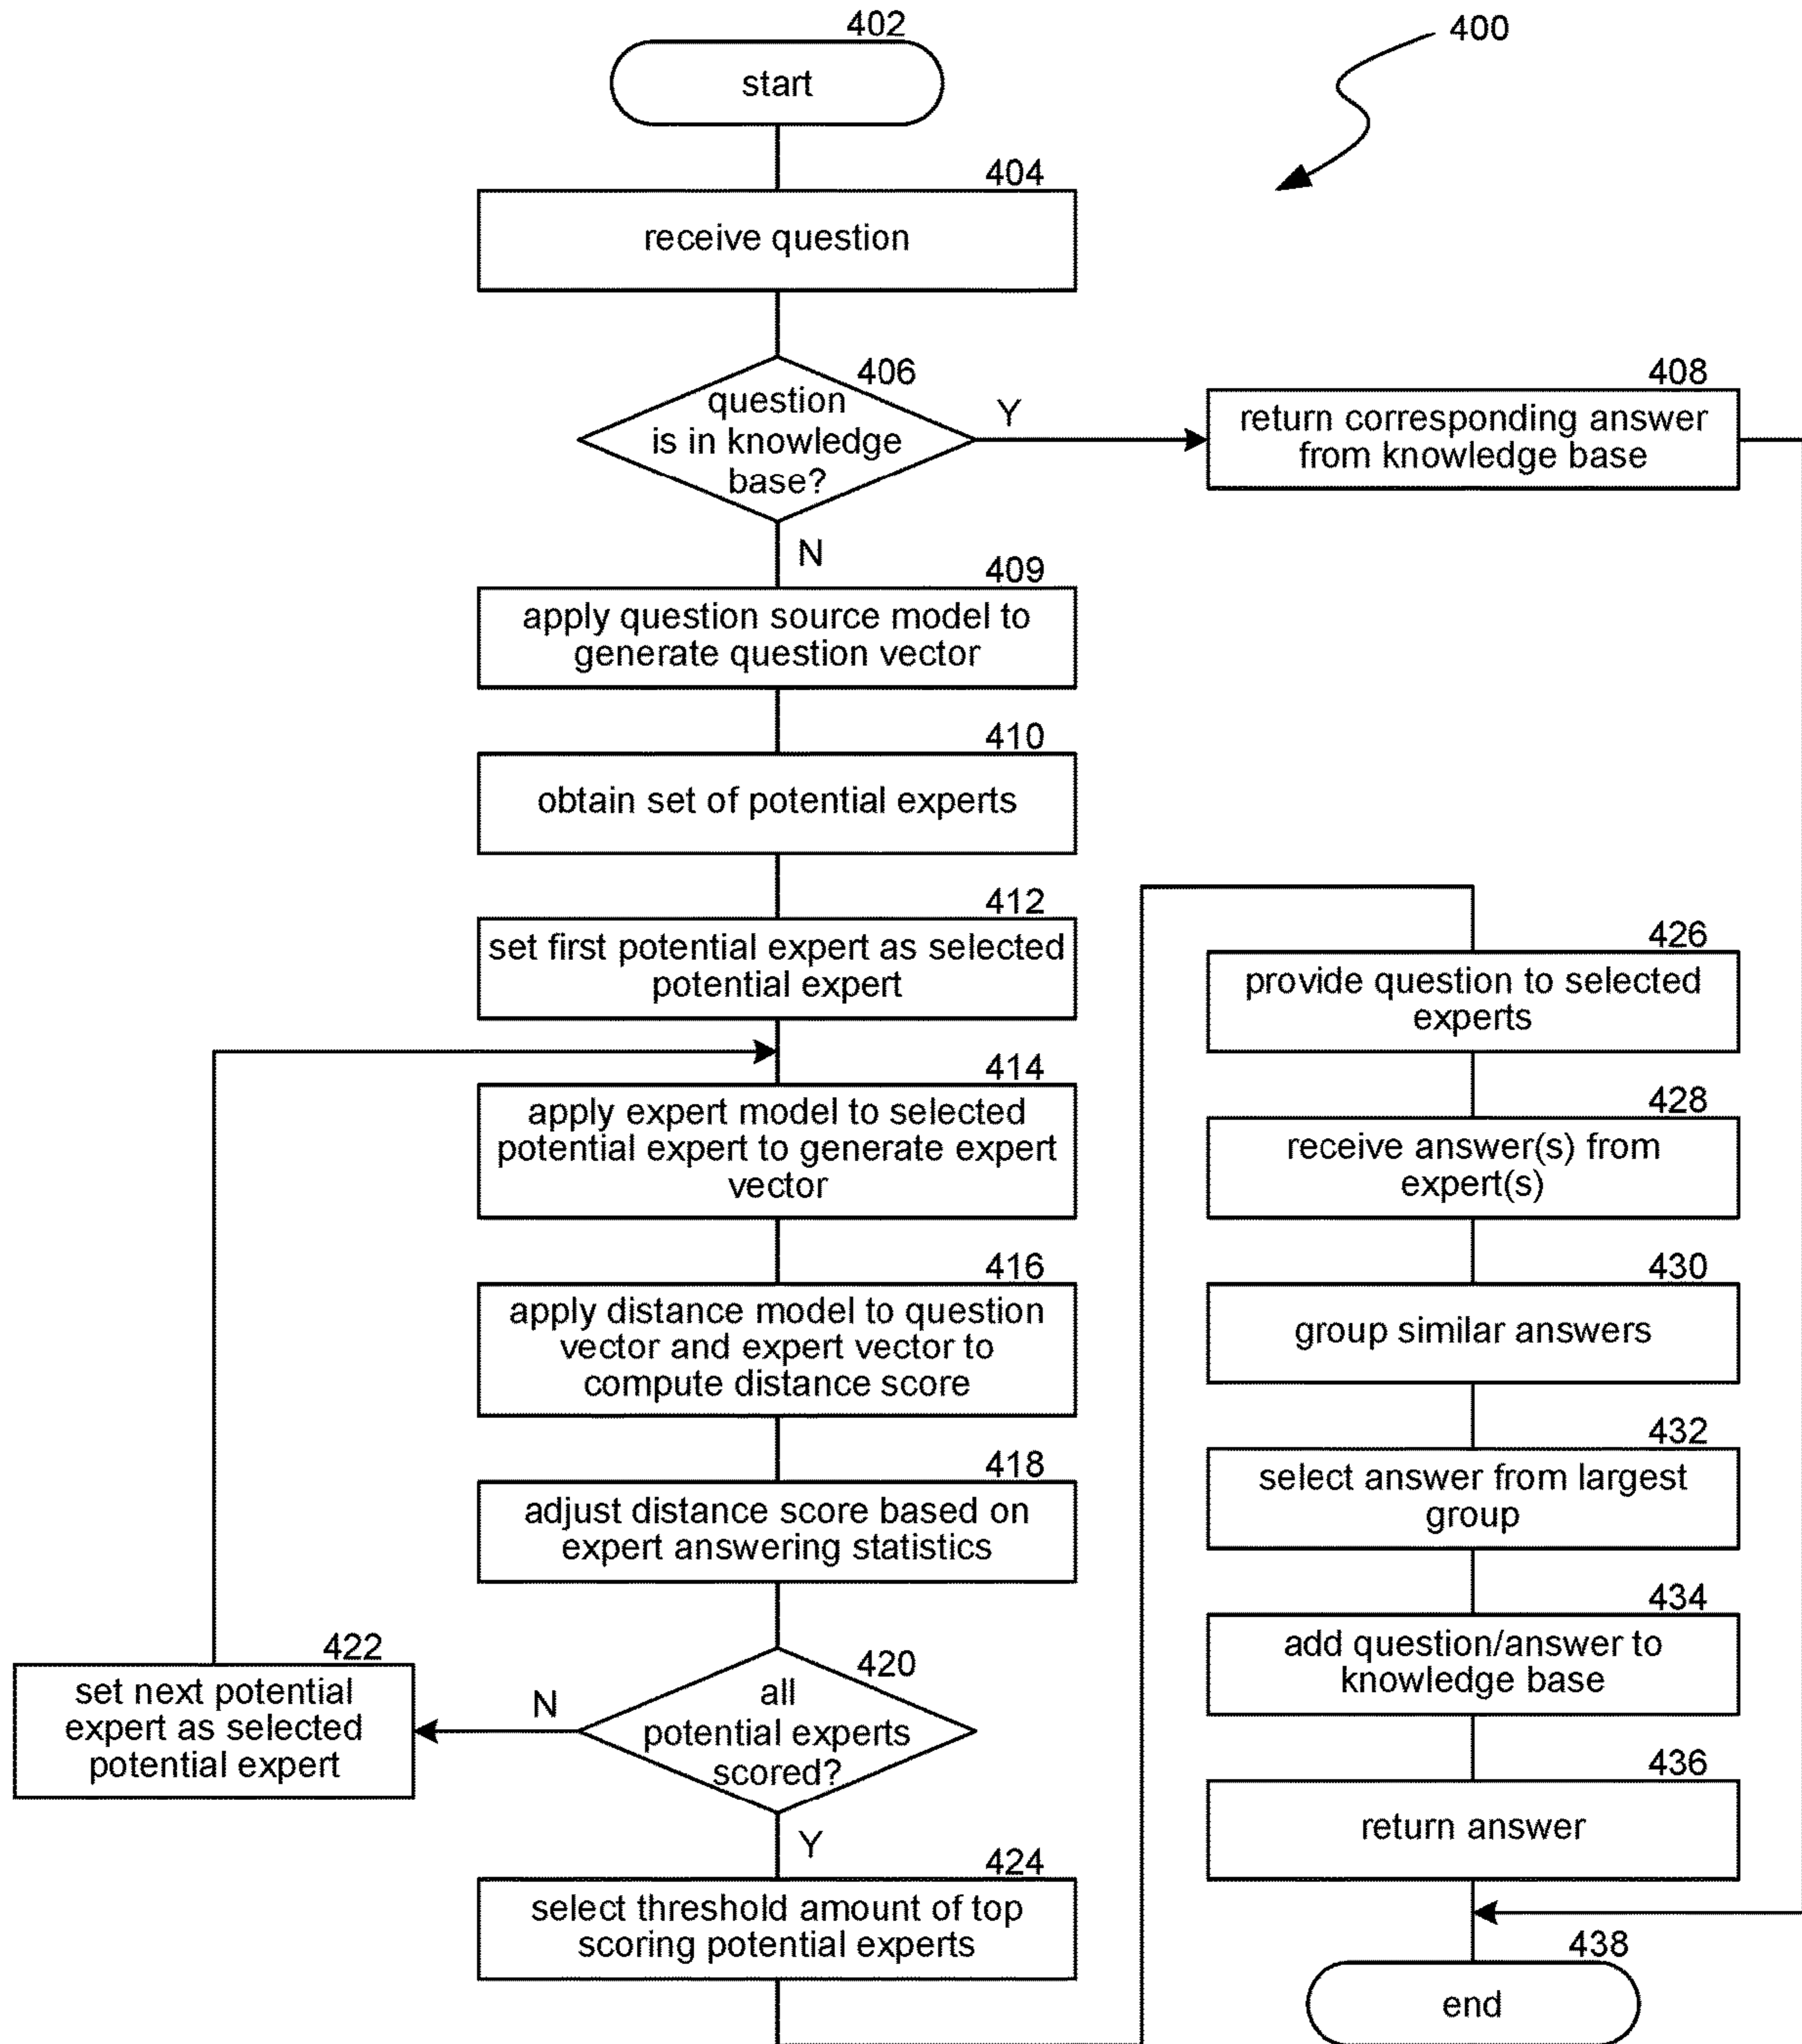 402
start
400
404
receive question
406
question
is in knowledge
base?
Y
408
return corresponding answer
from knowledge base
N
409
apply question source model to
generate question vector
410
obtain set of potential experts
412
set first potential expert as selected
potential expert
414
apply expert model to selected
potential expert to generate expert
vector
416
apply distance model to question
vector and expert vector to
compute distance score
418
adjust distance score based on
expert answering statistics
420
all
potential experts
scored?
N
422
set next potential
expert as selected
potential expert
Y
424
select threshold amount of top
scoring potential experts
426
provide question to selected
experts
428
receive answer(s) from
expert(s)
430
group similar answers
432
select answer from largest
group
434
add question/answer to
knowledge base
436
return answer
438
end